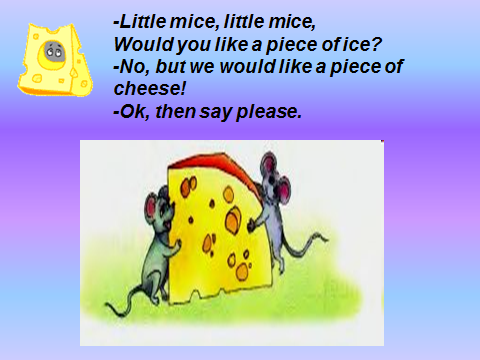 -Little mice, little mice,
Would you like a piece of ice?
-No, but we would like a piece of
cheese!
-Ok, then say please.